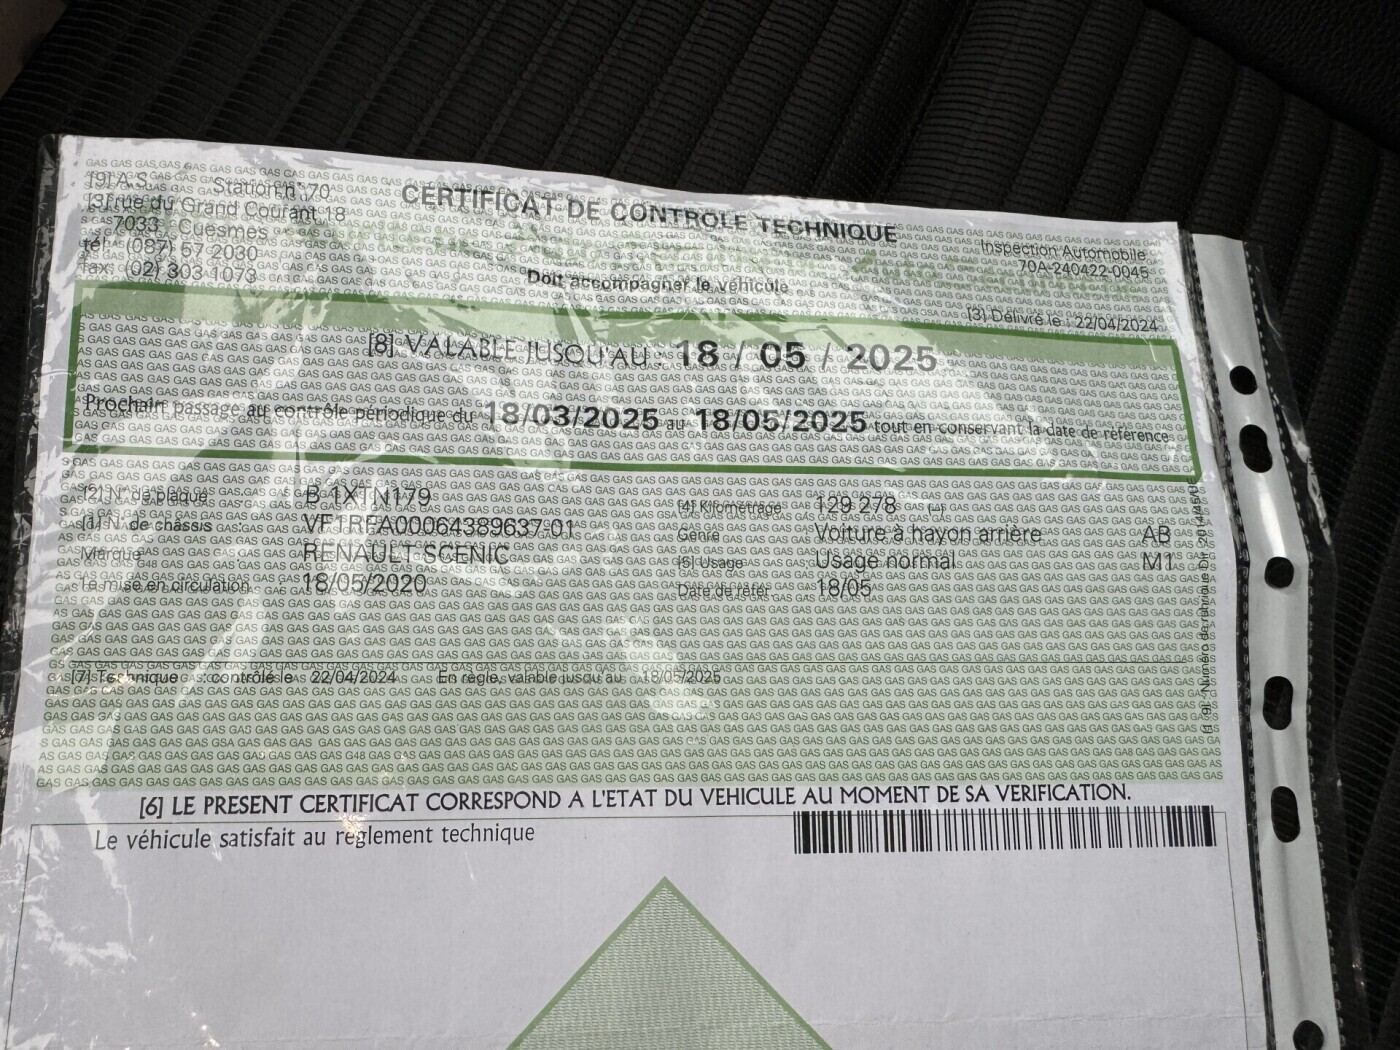 [9] A.S. Station n° 70
[3] rue du Grand Courant 18
7033 Cuesmes
tél: (087) 57 2030
fax: (02) 303 1073
CERTIFICAT DE CONTROLE TECHNIQUE
Doit accompagner le véhicule
Inspection Automobile
70A-240422-0045
[3] Délivré le : 22/04/2024
[8] VALABLE JUSQU'AU : 18 / 05 / 2025
Prochain passage au contrôle périodique du 18/03/2025 au 18/05/2025 tout en conservant la date de référence
[2] N° de plaque B 1XTN179
[1] N° de châssis : VF1RFA00064389637-01
Marque RENAULT SCENIC
1a mise en circulation 18/05/2020
[4] Kilométrage 129 278 (-)
Genre Voiture à hayon arrière AB
[5] Usage Usage normal M1
Date de référ. 18/05
[7] Technique : contrôlé le 22/04/2024 En règle, valable jusqu'au 18/05/2025
[6] LE PRESENT CERTIFICAT CORRESPOND A L'ETAT DU VEHICULE AU MOMENT DE SA VERIFICATION.
Le véhicule satisfait au règlement technique